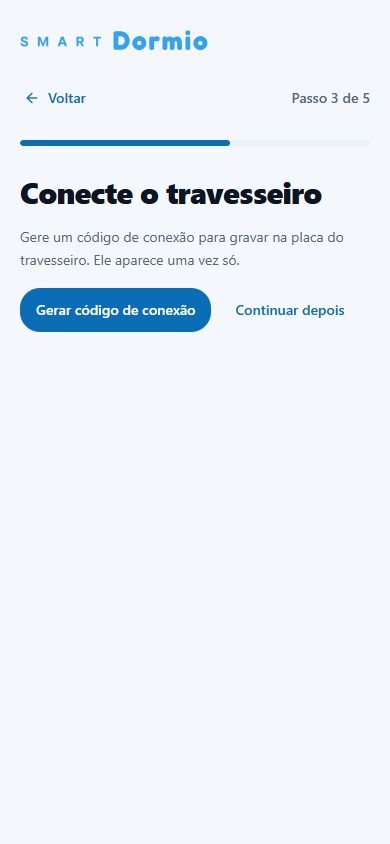 SMART Dormio
Voltar
Passo 3 de 5
Conecte o travesseiro
Gere um código de conexão para gravar na placa do
travesseiro. Ele aparece uma vez só.
Gerar código de conexão
Continuar depois